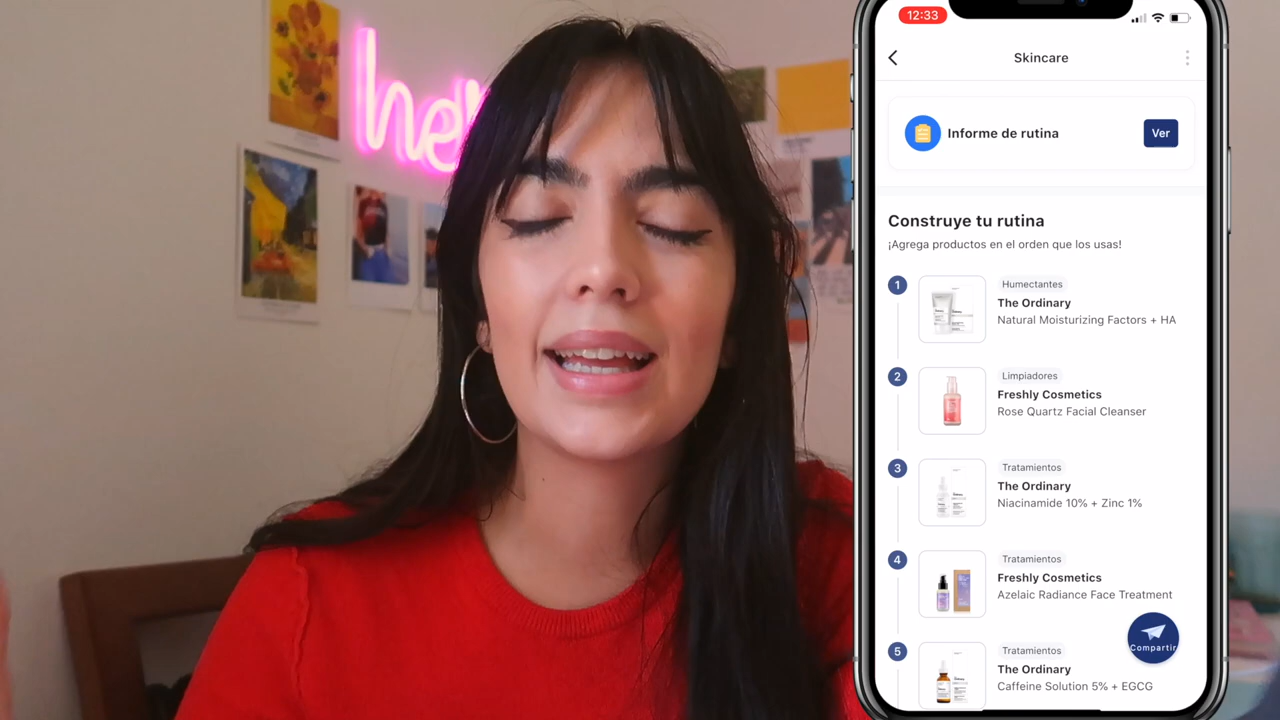 he
12:33
Skincare
Informe de rutina
Ver
Construye tu rutina
¡Agrega productos en el orden que los usas!
1
Humectantes
The Ordinary
Natural Moisturizing Factors + HA
2
Limpiadores
Freshly Cosmetics
Rose Quartz Facial Cleanser
3
Tratamientos
The Ordinary
Niacinamide 10% + Zinc 1%
4
Tratamientos
Freshly Cosmetics
Azelaic Radiance Face Treatment
Compartir
5
Tratamientos
The Ordinary
Caffeine Solution 5% + EGCG